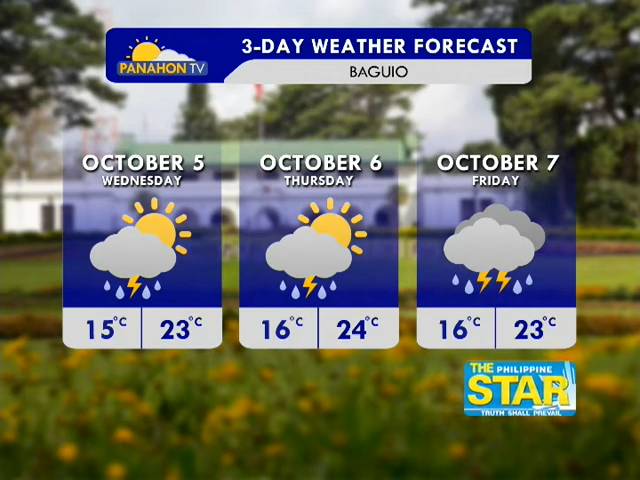 PANAHON TV
3-DAY WEATHER FORECAST
BAGUIO
OCTOBER 5
WEDNESDAY
15°C
23°C
OCTOBER 6
THURSDAY
16°C
24°C
OCTOBER 7
FRIDAY
16°C
23°C
THE PHILIPPINE
STAR
TRUTH SHALL PREVAIL